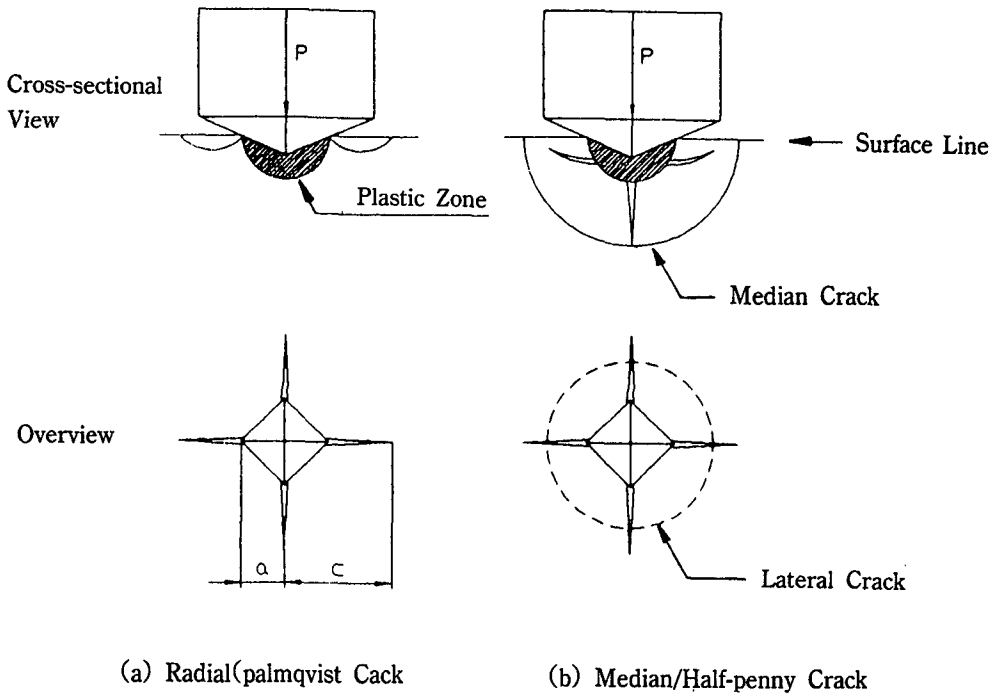 P
P
Cross-sectional
View
Surface Line
Plastic Zone
Median Crack
Overview
a
c
Lateral Crack
(a) Radial(palmqvist Cack
(b) Median/Half-penny Crack